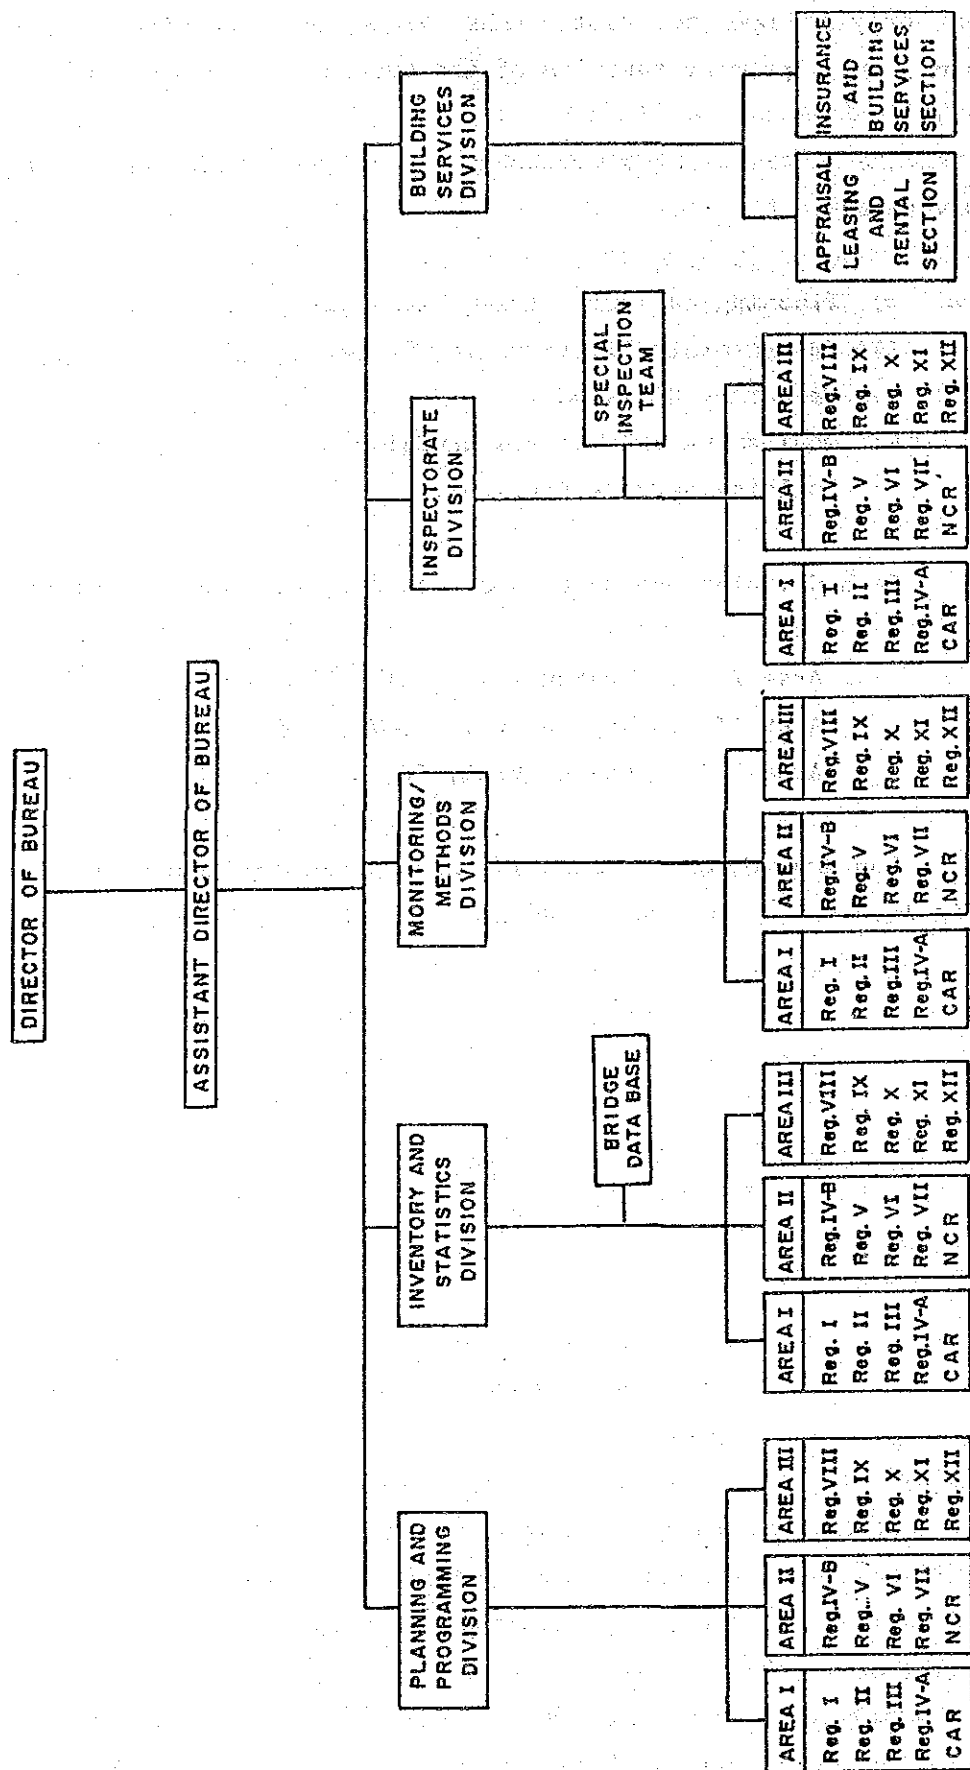 DIRECTOR OF BUREAU
ASSISTANT DIRECTOR OF BUREAU
PLANNING AND
PROGRAMMING
DIVISION
INVENTORY AND
STATISTICS
DIVISION
MONITORING/
METHODS
DIVISION
INSPECTORATE
DIVISION
BUILDING
SERVICES
DIVISION
BRIDGE
DATA BASE
SPECIAL
INSPECTION
TEAM
AREA I
Reg. I
Reg. II
Reg. III
Reg.IV-A
CAR
AREA II
Reg.IV-B
Reg. V
Reg. VI
Reg. VII
NCR
AREA III
Reg.VIII
Reg. IX
Reg. X
Reg. XI
Reg. XII
AREA I
Reg. I
Reg. II
Reg. III
Reg.IV-A
CAR
AREA II
Reg.IV-B
Reg. V
Reg. VI
Reg. VII
NCR
AREA III
Reg.VIII
Reg. IX
Reg. X
Reg. XI
Reg. XII
AREA I
Reg. I
Reg. II
Reg.III
Reg.IV-A
CAR
AREA II
Reg.IV-B
Reg. V
Reg.VI
Reg. VII
NCR
AREA III
Reg.VIII
Reg. IX
Reg. X
Reg. XI
Reg. XII
AREA I
Reg. I
Reg. II
Reg. III
Reg.IV-A
CAR
AREA II
Reg.IV-B
Reg. V
Reg. VI
Reg. VII
NCR
AREA III
Reg.VIII
Reg. IX
Reg. X
Reg. XI
Reg. XII
APPRAISAL
LEASING
AND
RENTAL
SECTION
INSURANCE
AND
BUILDING
SERVICES
SECTION